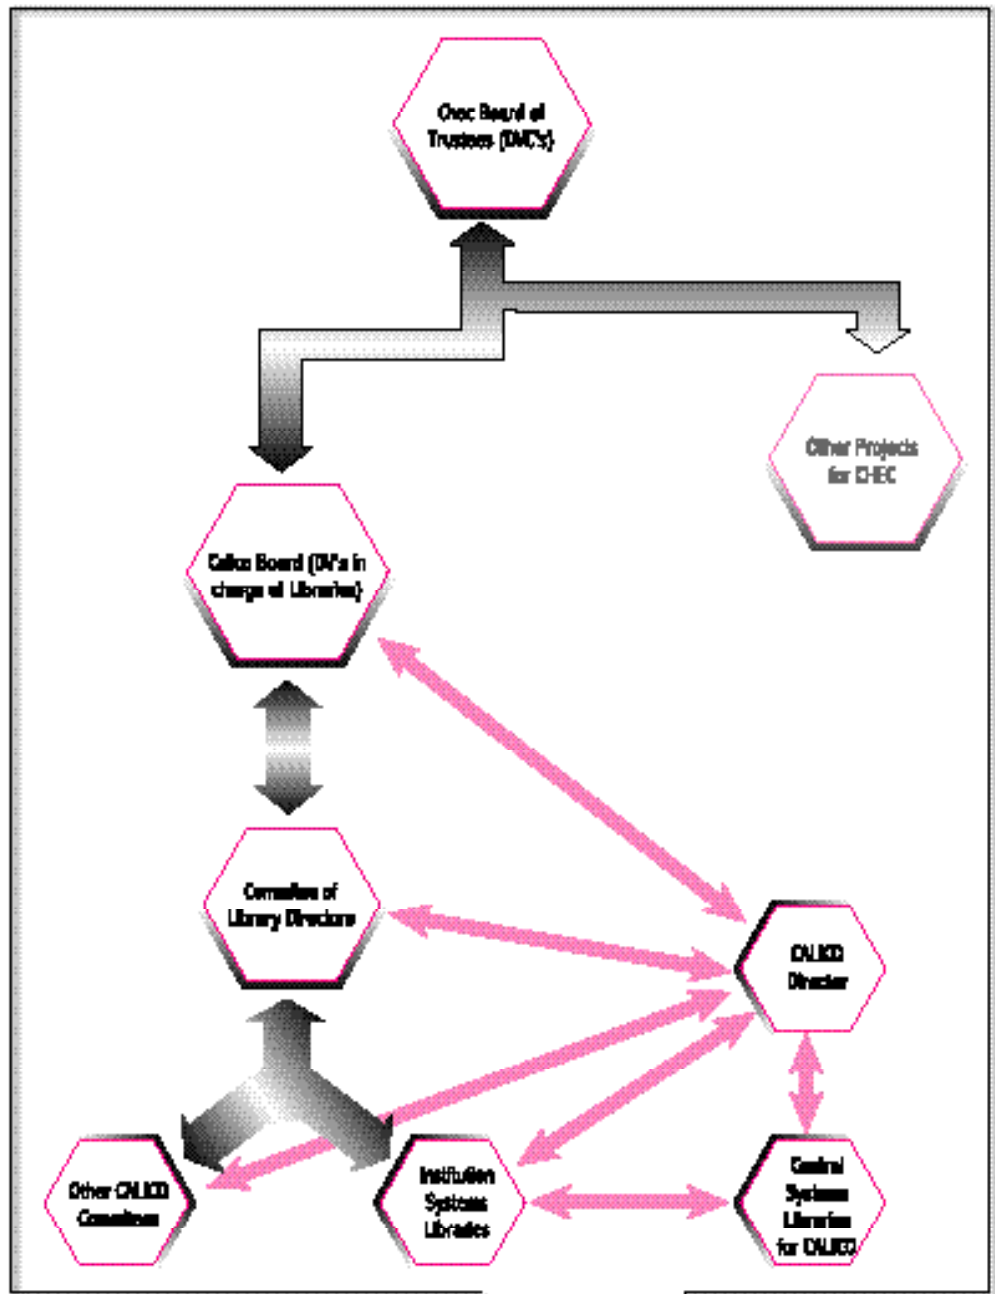 Chec Board of
Trustees (DVC's)
Other Projects
for CHEC
Calico Board (DV's in
charge of Libraries)
Committee of
Library Directors
CALICO
Director
Other CALICO
Committees
Institution
Systems
Libraries
Central
Systems
Libraries
for CALICO